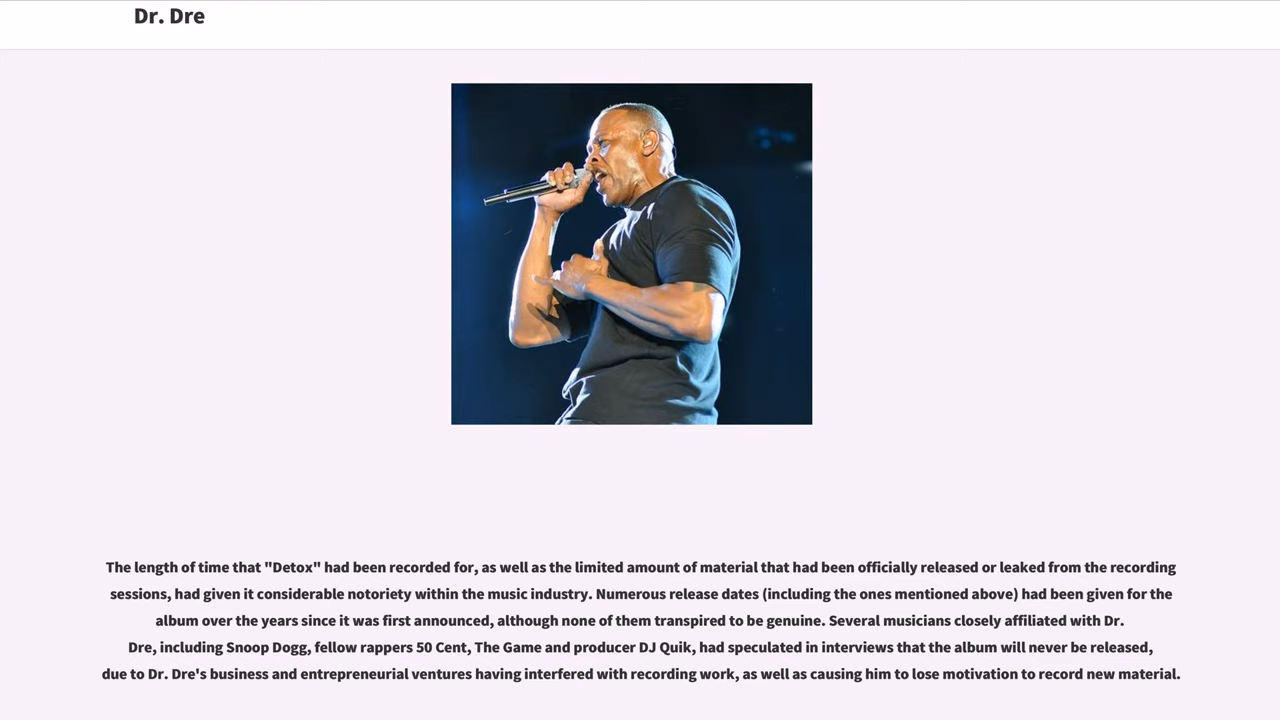 Dr. Dre
The length of time that "Detox" had been recorded for, as well as the limited amount of material that had been officially released or leaked from the recording
sessions, had given it considerable notoriety within the music industry. Numerous release dates (including the ones mentioned above) had been given for the
album over the years since it was first announced, although none of them transpired to be genuine. Several musicians closely affiliated with Dr.
Dre, including Snoop Dogg, fellow rappers 50 Cent, The Game and producer DJ Quik, had speculated in interviews that the album will never be released,
due to Dr. Dre's business and entrepreneurial ventures having interfered with recording work, as well as causing him to lose motivation to record new material.